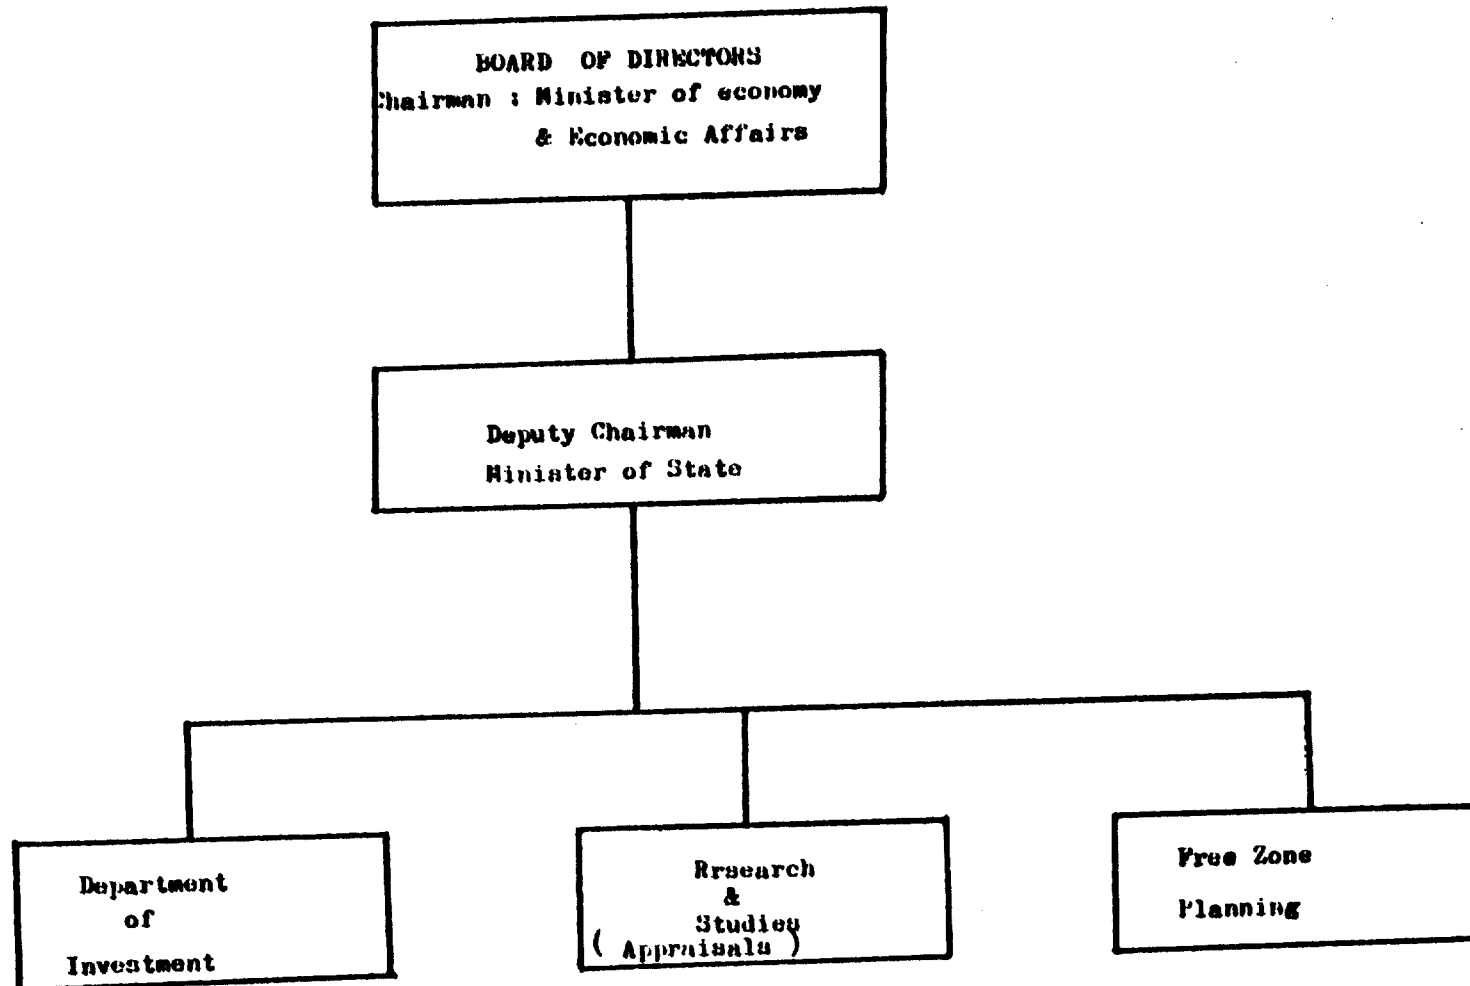 BOARD OF DIRECTORS
Chairman : Minister of economy
& Economic Affairs
Deputy Chairman
Minister of State
Department
of
Investment
Rrsearch
&
Studies
( Appraisals )
Free Zone
Planning